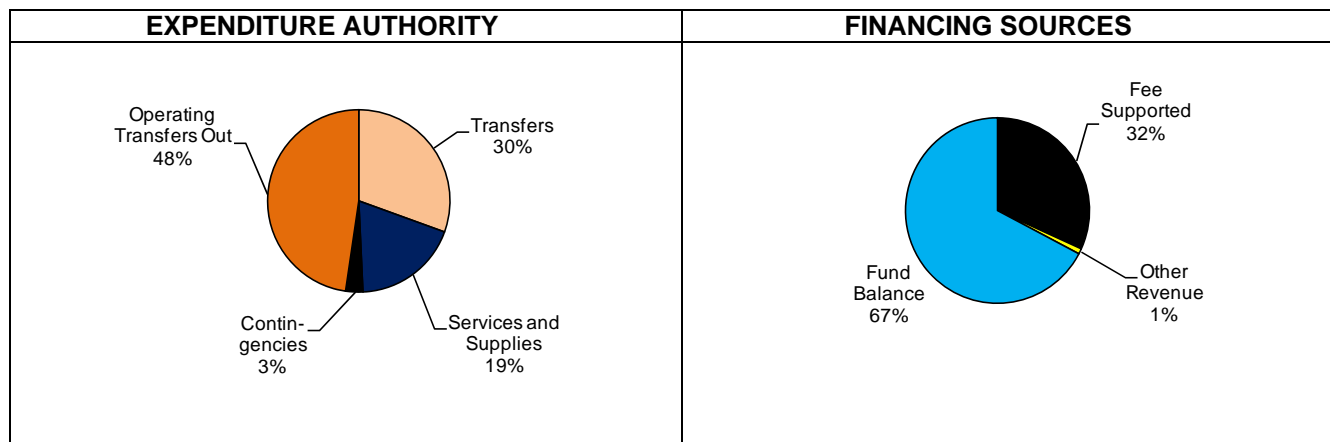 EXPENDITURE AUTHORITY
Operating
Transfers Out
48%
Transfers
30%
Contin-
gencies
3%
Services and
Supplies
19%
FINANCING SOURCES
Fee
Supported
32%
Fund
Balance
67%
Other
Revenue
1%